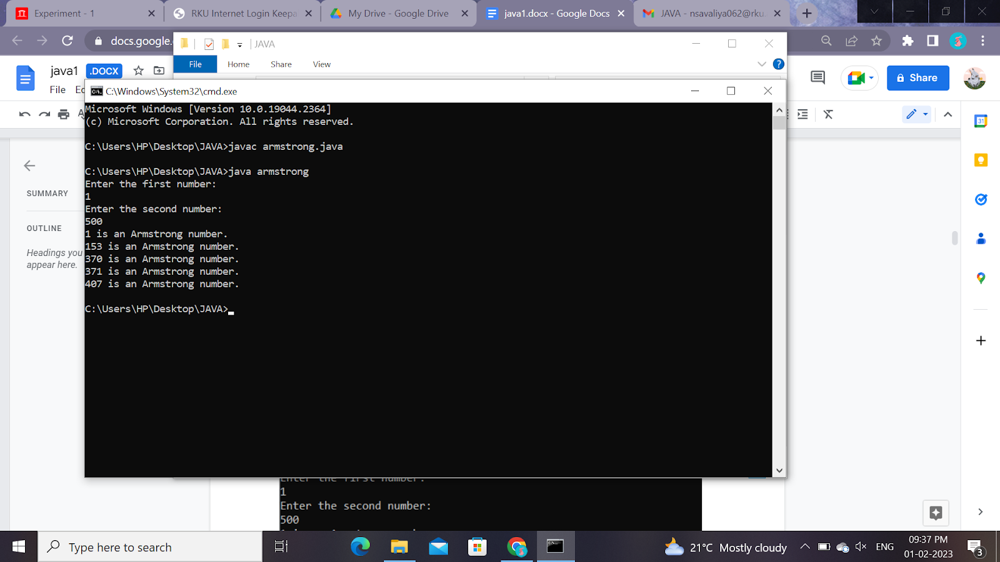 Experiment - 1
RKU Internet Login Keepa
My Drive - Google Drive
java1.docx - Google Docs
JAVA - nsavaliya062@rku.
docs.google.
JAVA
File Home Share View
java1 .DOCX
Share
File
C:\Windows\System32\cmd.exe
Microsoft Windows [Version 10.0.19044.2364]
(c) Microsoft Corporation. All rights reserved.
C:\Users\HP\Desktop\JAVA>javac armstrong.java
C:\Users\HP\Desktop\JAVA>java armstrong
Enter the first number:
1
Enter the second number:
500
1 is an Armstrong number.
153 is an Armstrong number.
370 is an Armstrong number.
371 is an Armstrong number.
407 is an Armstrong number.
C:\Users\HP\Desktop\JAVA>
SUMMARY
OUTLINE
Headings you
appear here.
31
Enter the first number:
1
Enter the second number:
500
Type here to search
21°C Mostly cloudy
ENG
09:37 PM
01-02-2023
3